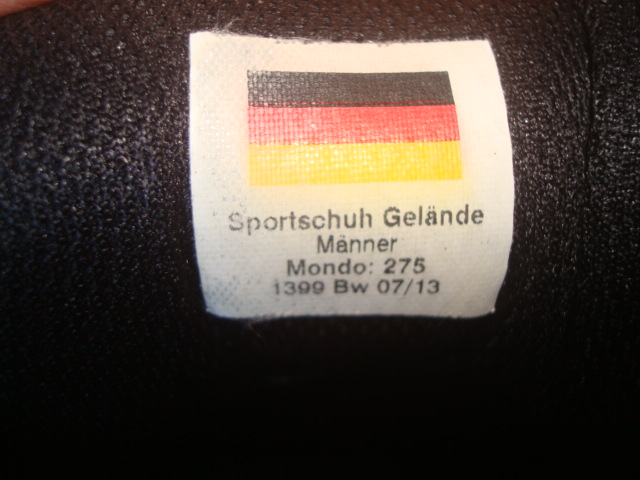 Sportschuh Gelände
Männer
Mondo: 275
1399 Bw 07/13